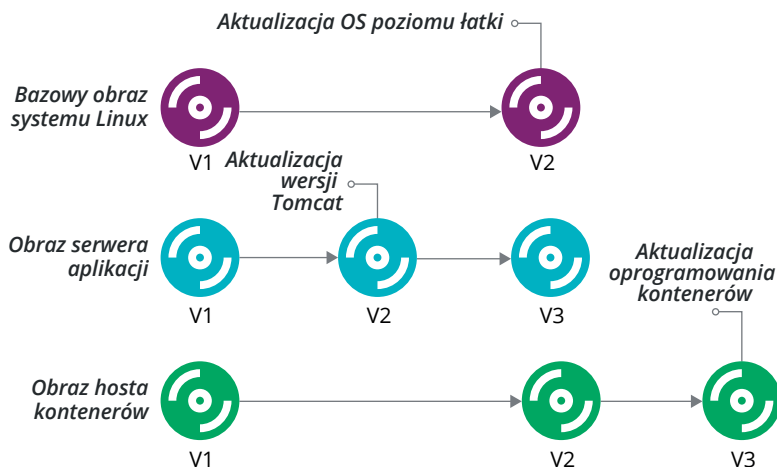 Aktualizacja OS poziomu łatki
Bazowy obraz
systemu Linux
V1
V2
Aktualizacja
wersji
Tomcat
Obraz serwera
aplikacji
V1
V2
V3
Aktualizacja
oprogramowania
kontenerów
Obraz hosta
kontenerów
V1
V2
V3